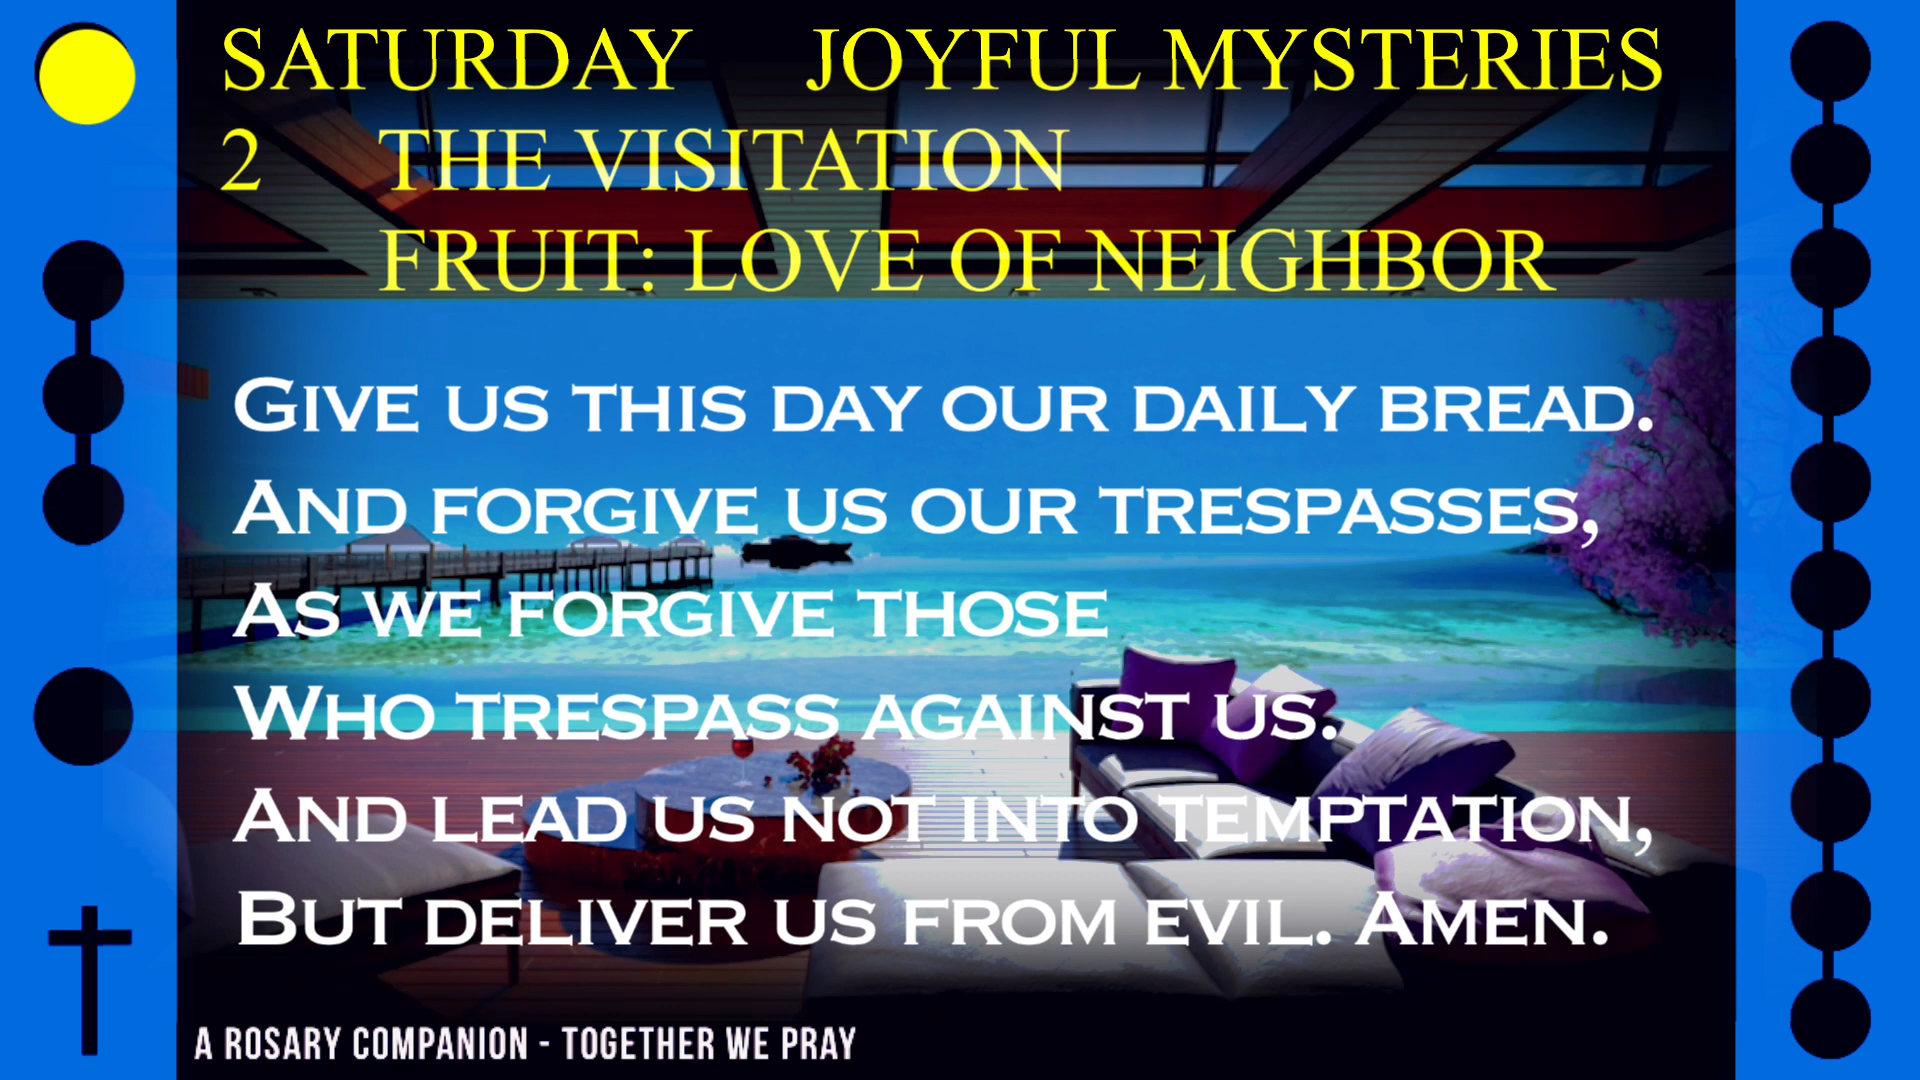 SATURDAY JOYFUL MYSTERIES
2 THE VISITATION
FRUIT: LOVE OF NEIGHBOR
GIVE US THIS DAY OUR DAILY BREAD.
AND FORGIVE US OUR TRESPASSES,
AS WE FORGIVE THOSE
WHO TRESPASS AGAINST US.
AND LEAD US NOT INTO TEMPTATION,
BUT DELIVER US FROM EVIL. AMEN.
A ROSARY COMPANION - TOGETHER WE PRAY